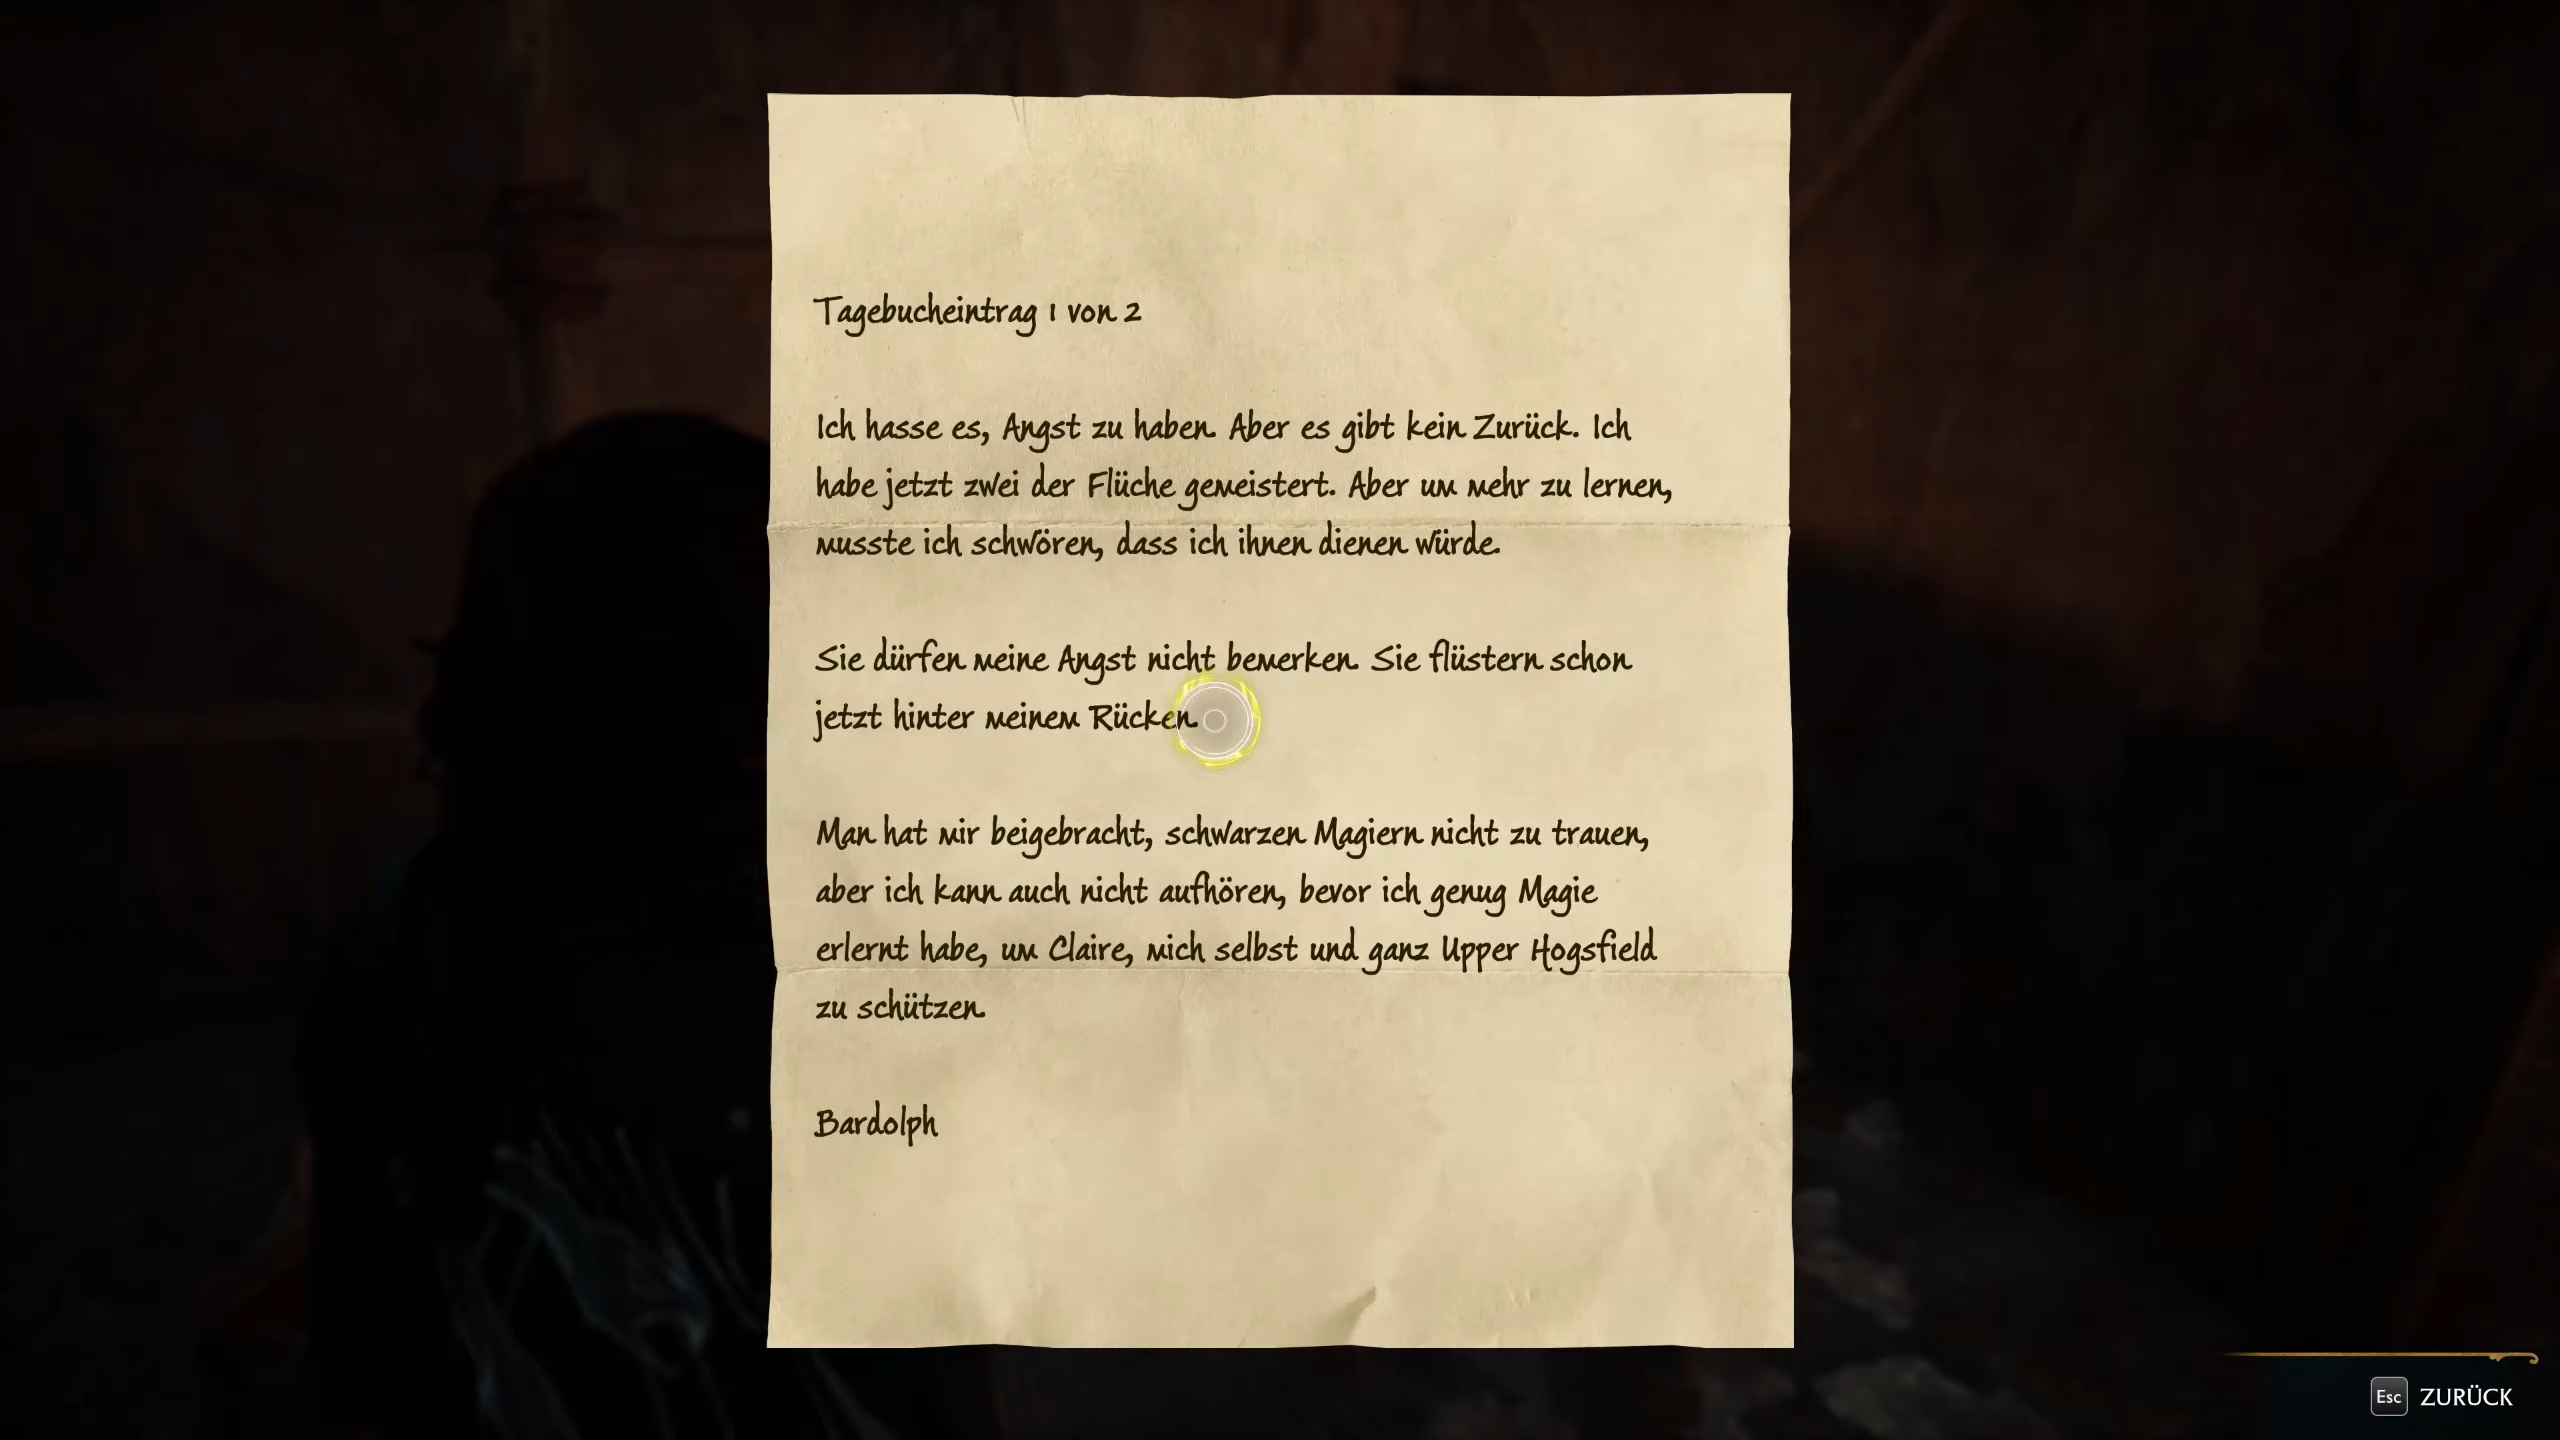 Tagebucheintrag 1 von 2
Ich hasse es, Angst zu haben. Aber es gibt kein Zurück. Ich
habe jetzt zwei der Flüche gemeistert. Aber um mehr zu lernen,
musste ich schwören, dass ich ihnen dienen würde.
Sie dürfen meine Angst nicht bemerken. Sie flüstern schon
jetzt hinter meinem Rücken.
Man hat mir beigebracht, schwarzen Magiern nicht zu trauen,
aber ich kann auch nicht aufhören, bevor ich genug Magie
erlernt habe, um Claire, mich selbst und ganz Upper Hogsfield
zu schützen.
Bardolph
Esc ZURÜCK